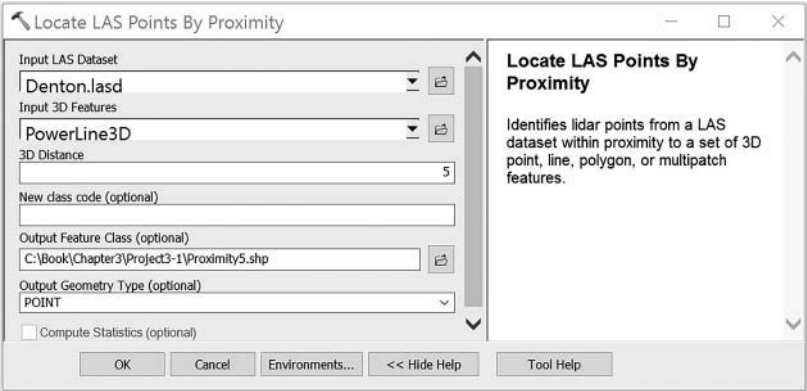 Locate LAS Points By Proximity
Input LAS Dataset
Denton.lasd
Input 3D Features
PowerLine3D
3D Distance
5
New class code (optional)
Output Feature Class (optional)
C:\Book\Chapter3\Project3-1\Proximity5.shp
Output Geometry Type (optional)
POINT
Compute Statistics (optional)
Locate LAS Points By
Proximity
Identifies lidar points from a LAS
dataset within proximity to a set of 3D
point, line, polygon, or multipatch
features.
OK
Cancel
Environments...
<< Hide Help
Tool Help